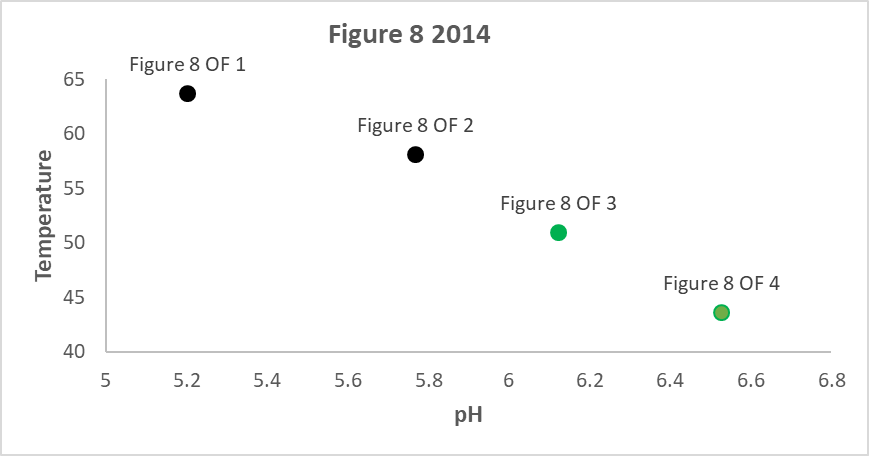 Figure 8 2014
Figure 8 OF 1
Figure 8 OF 2
Figure 8 OF 3
Figure 8 OF 4
Temperature
65
60
55
50
45
40
5 5.2 5.4 5.6 5.8 6 6.2 6.4 6.6 6.8
pH